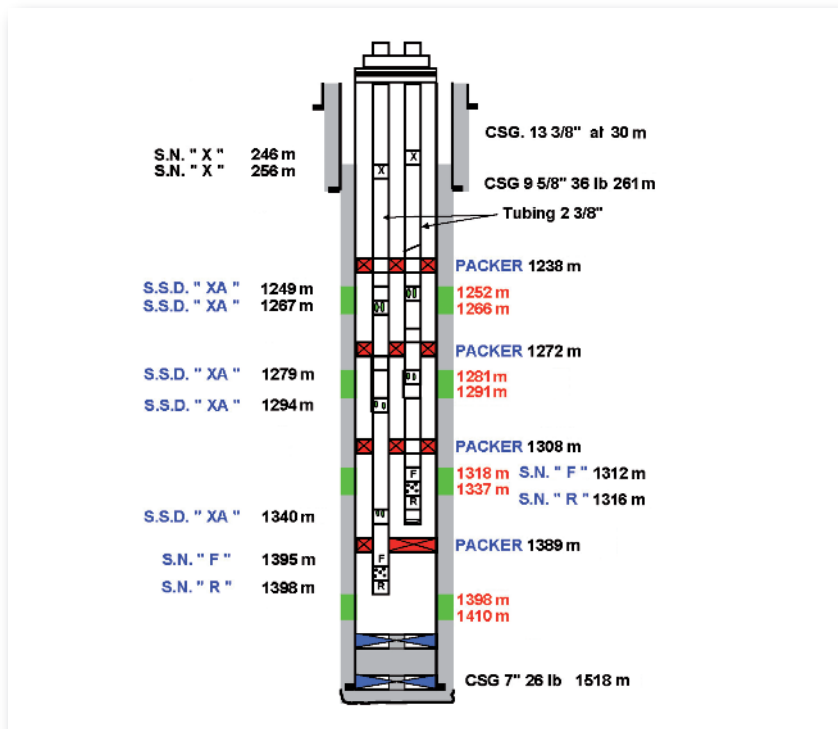 CSG. 13 3/8" at 30 m
X
S.N. " X " 246 m
S.N. " X " 256 m
X
CSG 9 5/8" 36 lb 261 m
Tubing 2 3/8"
PACKER 1238 m
S.S.D. " XA " 1249 m
1252 m
S.S.D. " XA " 1267 m
1266 m
PACKER 1272 m
S.S.D. " XA " 1279 m
1281 m
1291 m
S.S.D. " XA " 1294 m
PACKER 1308 m
F
1318 m S.N. " F " 1312 m
1337 m
R
S.N. " R " 1316 m
S.S.D. " XA " 1340 m
PACKER 1389 m
S.N. " F " 1395 m
F
S.N. " R " 1398 m
R
1398 m
1410 m
CSG 7" 26 lb 1518 m